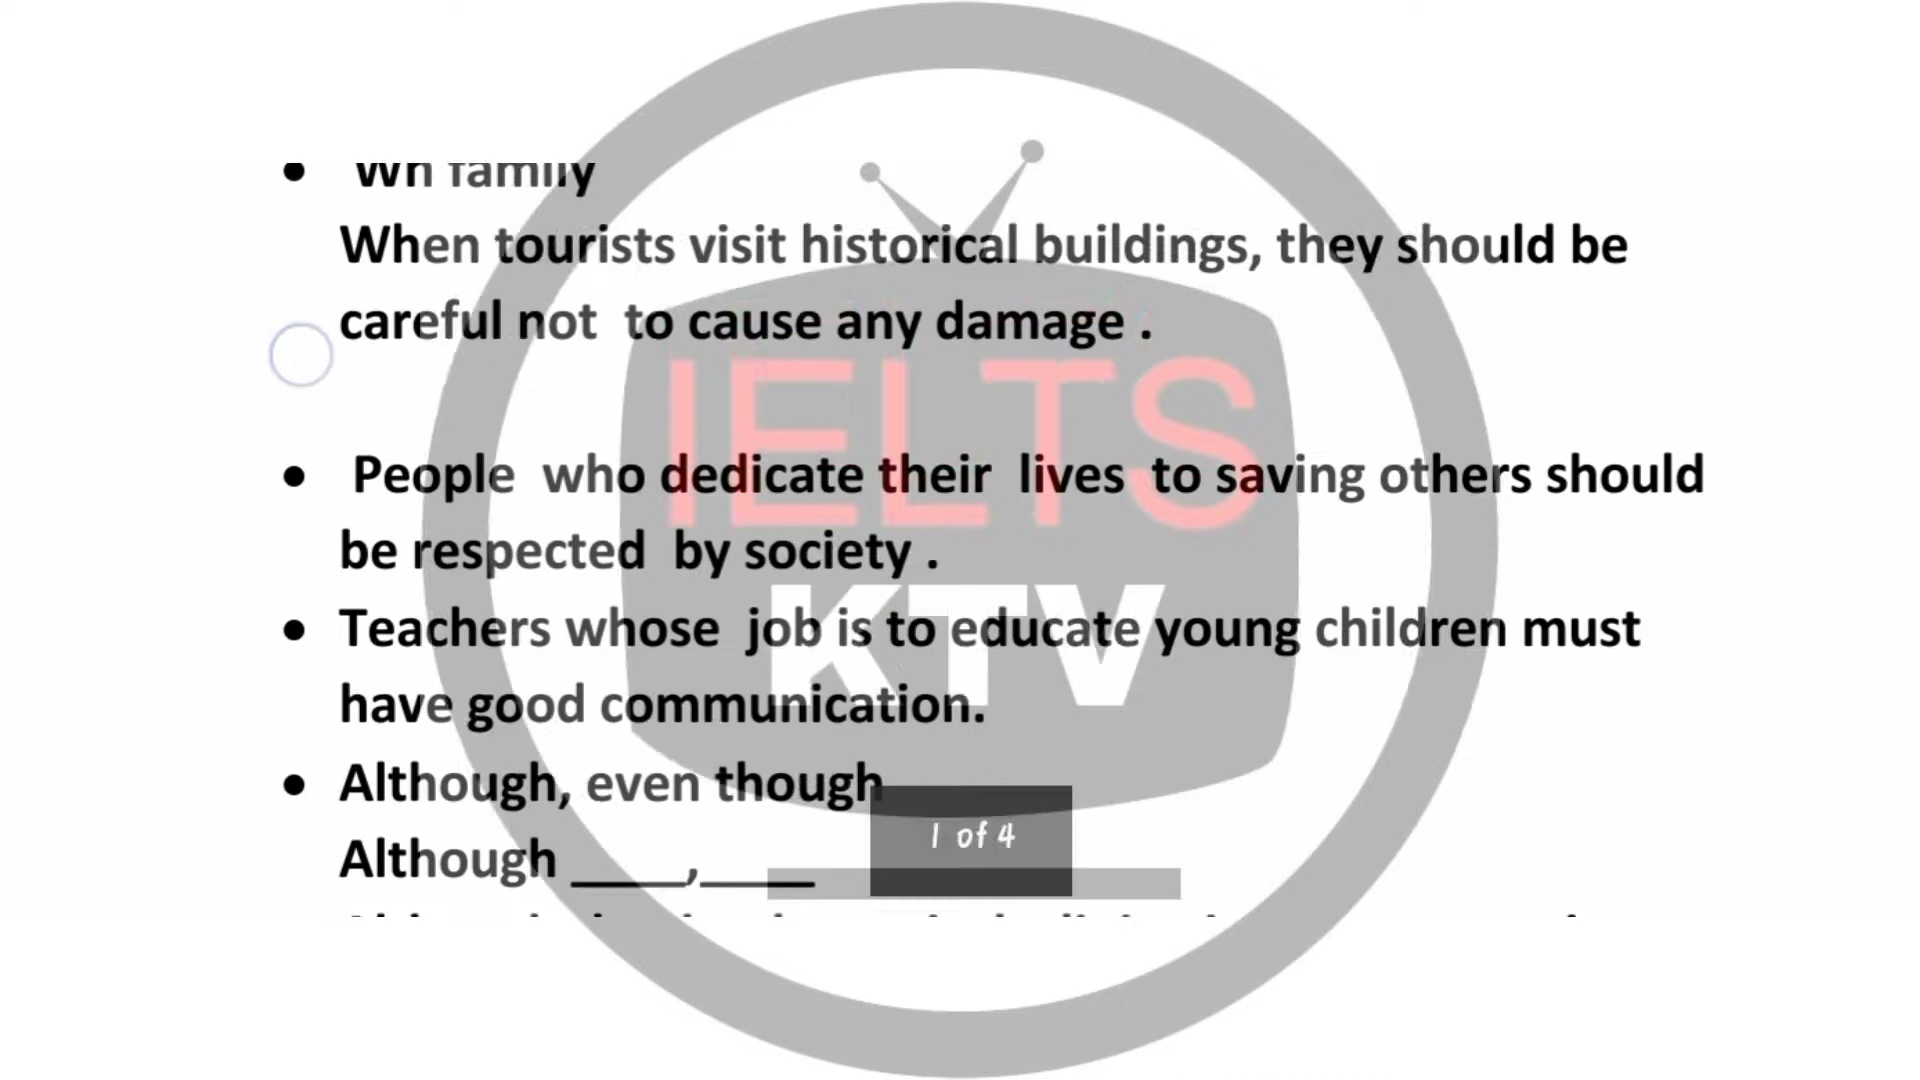 Wh family
When tourists visit historical buildings, they should be
careful not to cause any damage .
IELTS
• People who dedicate their lives to saving others should
be respected by society .
KTV
• Teachers whose job is to educate young children must
have good communication.
• Although, even though
1 of 4
Although ____,____